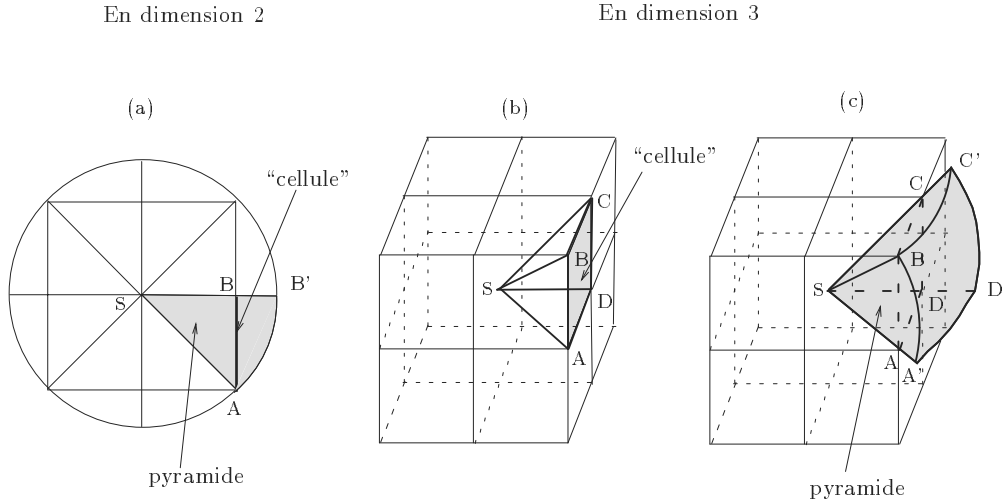 En dimension 2
En dimension 3
(a)
(b)
(c)
“cellule”
B
B'
S
A
pyramide
“cellule”
C
B
S
D
A
C'
C
B
S
D
D
A
A'
pyramide